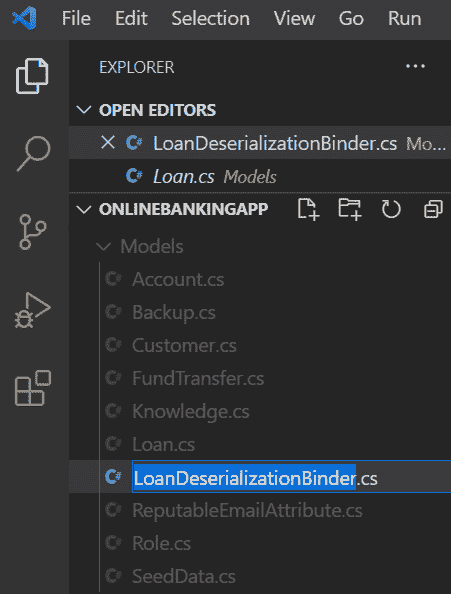 File Edit Selection View Go Run
EXPLORER ...
OPEN EDITORS
LoanDeserializationBinder.cs Mo...
C# Loan.cs Models
ONLINEBANKINGAPP
Models
C# Account.cs
C# Backup.cs
C# Customer.cs
C# FundTransfer.cs
C# Knowledge.cs
C# Loan.cs
C# LoanDeserializationBinder.cs
C# ReputableEmailAttribute.cs
C# Role.cs
C# SeedData.cs